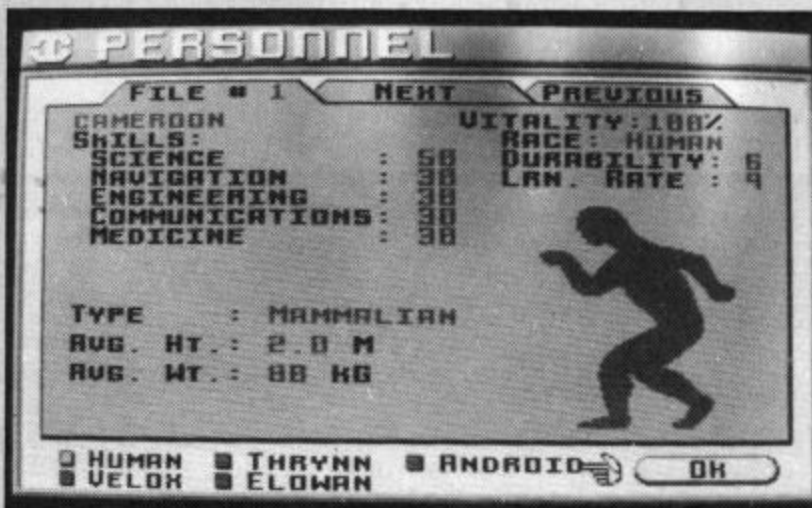 PERSONNEL
FILE # 1 NEXT PREVIOUS
CAMEROON VITALITY:100%
SKILLS: RACE: HUMAN
SCIENCE : 50 DURABILITY: 6
NAVIGATION : 30 LRN. RATE : 9
ENGINEERING : 30
COMMUNICATIONS: 30
MEDICINE : 30
TYPE : MAMMALIAN
AVG. HT.: 2.0 M
AVG. WT.: 80 KG
HUMAN THRYNN ANDROID OK
VELOX ELOWAN